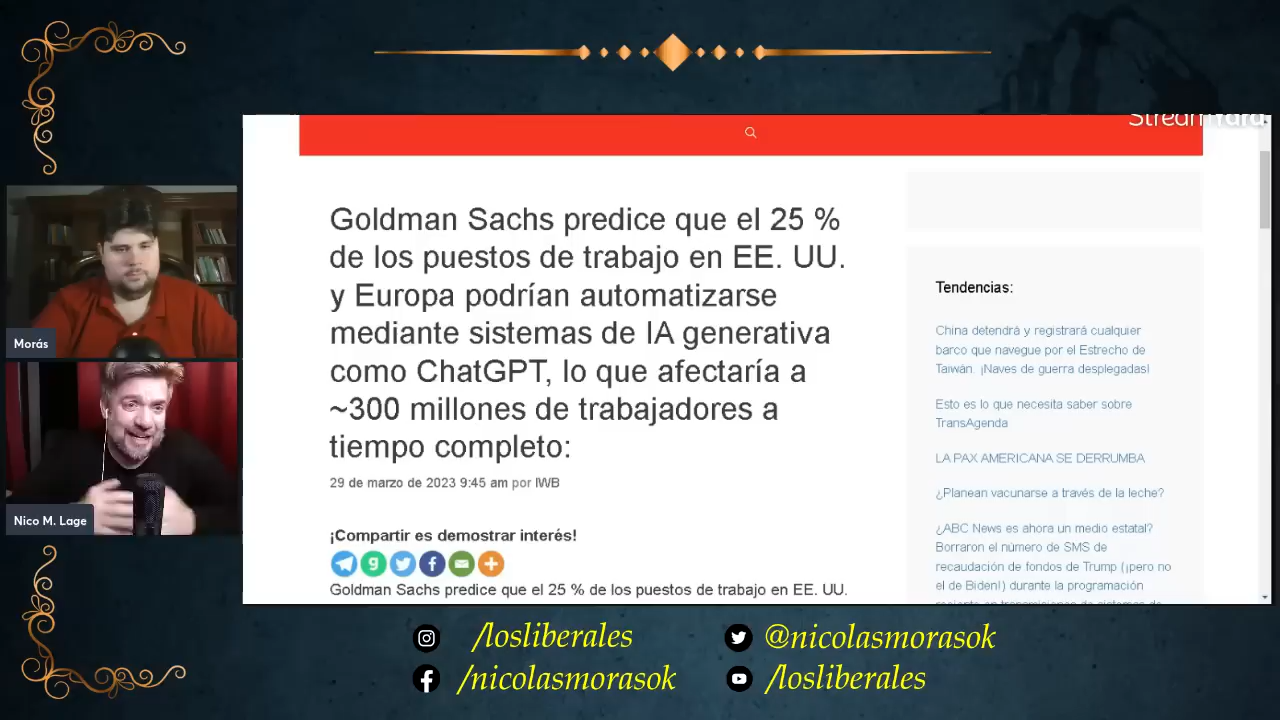 StreamYard
Goldman Sachs predice que el 25 %
de los puestos de trabajo en EE. UU.
y Europa podrían automatizarse
mediante sistemas de IA generativa
como ChatGPT, lo que afectaría a
~300 millones de trabajadores a
tiempo completo:
29 de marzo de 2023 9:45 am por IWB
¡Compartir es demostrar interés!
Goldman Sachs predice que el 25 % de los puestos de trabajo en EE. UU.
Tendencias:
China detendrá y registrará cualquier
barco que navegue por el Estrecho de
Taiwán. ¡Naves de guerra desplegadas!
Esto es lo que necesita saber sobre
TransAgenda
LA PAX AMERICANA SE DERRUMBA
¿Planean vacunarse a través de la leche?
¿ABC News es ahora un medio estatal?
Borraron el número de SMS de
recaudación de fondos de Trump (¡pero no
el de Biden!) durante la programación
Morás
Nico M. Lage
/losliberales
@nicolasmorasok
/nicolasmorasok
/losliberales